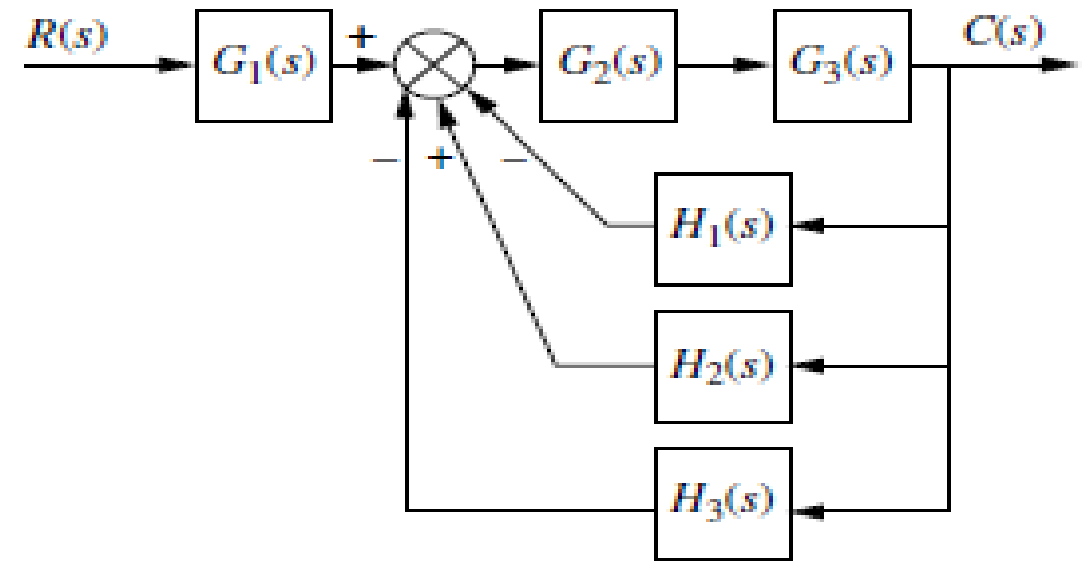 R(s) G₁(s) + G₂(s) G₃(s) C(s)
− + −
H₁(s)
H₂(s)
H₃(s)